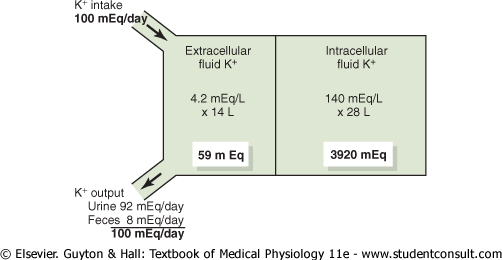 K+ intake
100 mEq/day
Extracellular
fluid K+
Intracellular
fluid K+
4.2 mEq/L
x 14 L
140 mEq/L
x 28 L
59 m Eq
3920 mEq
K+ output
Urine 92 mEq/day
Feces 8 mEq/day
100 mEq/day
© Elsevier. Guyton & Hall: Textbook of Medical Physiology 11e - www.studentconsult.com